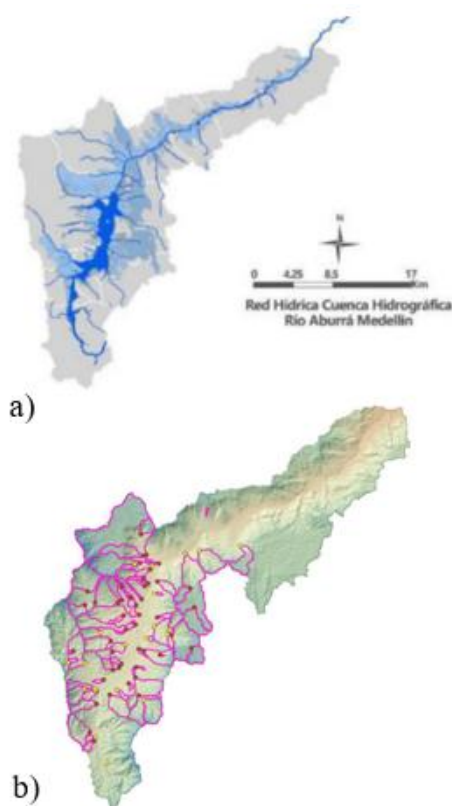 N
0 4.25 8.5 17
Km
Red Hídrica Cuenca Hidrográfica
Río Aburrá Medellín
a)
b)